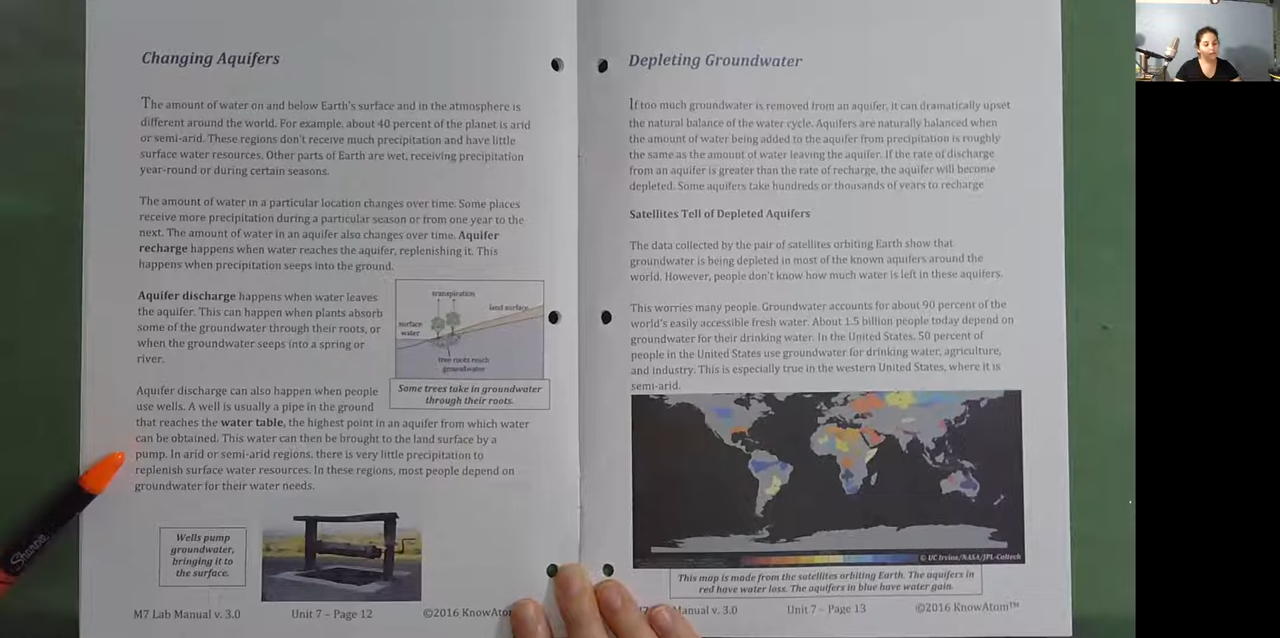 Changing Aquifers
The amount of water on and below Earth's surface and in the atmosphere is
different around the world. For example, about 40 percent of the planet is arid
or semi-arid. These regions don't receive much precipitation and have little
surface water resources. Other parts of Earth are wet, receiving precipitation
year-round or during certain seasons.
The amount of water in a particular location changes over time. Some places
receive more precipitation during a particular season or from one year to the
next. The amount of water in an aquifer also changes over time. Aquifer
recharge happens when water reaches the aquifer, replenishing it. This
happens when precipitation seeps into the ground.
Aquifer discharge happens when water leaves
the aquifer. This can happen when plants absorb
some of the groundwater through their roots, or
when the groundwater seeps into a spring or
river.
transpiration
land surface
surface
water
tree roots reach
groundwater
Some trees take in groundwater
through their roots.
Aquifer discharge can also happen when people
use wells. A well is usually a pipe in the ground
that reaches the water table, the highest point in an aquifer from which water
can be obtained. This water can then be brought to the land surface by a
pump. In arid or semi-arid regions, there is very little precipitation to
replenish surface water resources. In these regions, most people depend on
groundwater for their water needs.
Wells pump
groundwater,
bringing it to
the surface.
M7 Lab Manual v. 3.0 Unit 7 – Page 12 ©2016 KnowAto
Depleting Groundwater
If too much groundwater is removed from an aquifer, it can dramatically upset
the natural balance of the water cycle. Aquifers are naturally balanced when
the amount of water being added to the aquifer from precipitation is roughly
the same as the amount of water leaving the aquifer. If the rate of discharge
from an aquifer is greater than the rate of recharge, the aquifer will become
depleted. Some aquifers take hundreds or thousands of years to recharge
Satellites Tell of Depleted Aquifers
The data collected by the pair of satellites orbiting Earth show that
groundwater is being depleted in most of the known aquifers around the
world. However, people don't know how much water is left in these aquifers.
This worries many people. Groundwater accounts for about 90 percent of the
world's easily accessible fresh water. About 1.5 billion people today depend on
groundwater for their drinking water. In the United States, 50 percent of
people in the United States use groundwater for drinking water, agriculture,
and industry. This is especially true in the western United States, where it is
semi-arid.
© UC Irvine/NASA/JPL-Caltech
This map is made from the satellites orbiting Earth. The aquifers in
red have water loss. The aquifers in blue have water gain.
Manual v. 3.0 Unit 7 – Page 13 ©2016 KnowAtom™
Sharpie